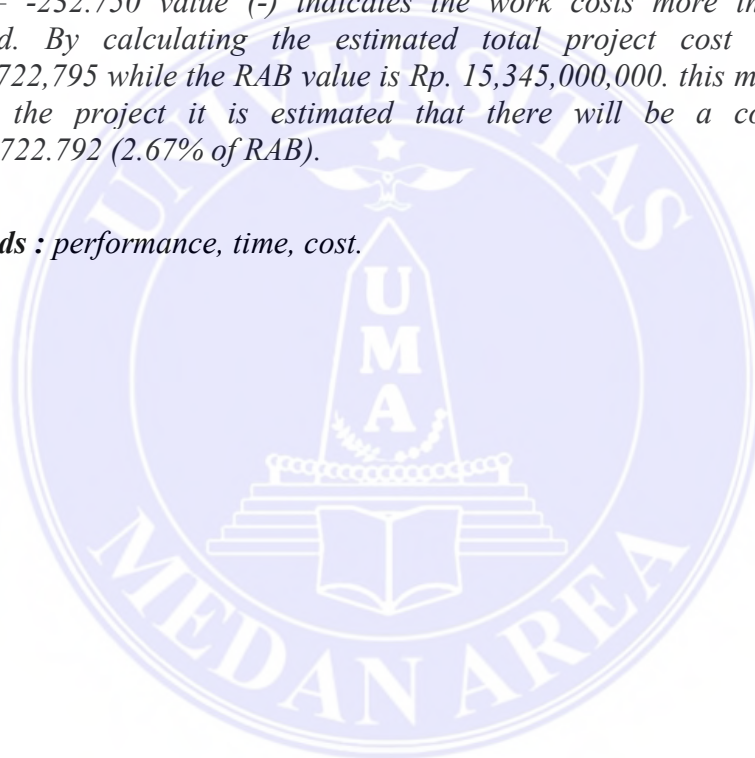 = -252.750 value (-) indicates the work costs more th
d. By calculating the estimated total project cost
722,795 while the RAB value is Rp. 15,345,000,000. this m
the project it is estimated that there will be a co
722.792 (2.67% of RAB).
ds : performance, time, cost.
UNIVERSITAS
UMA
MEDAN AREA